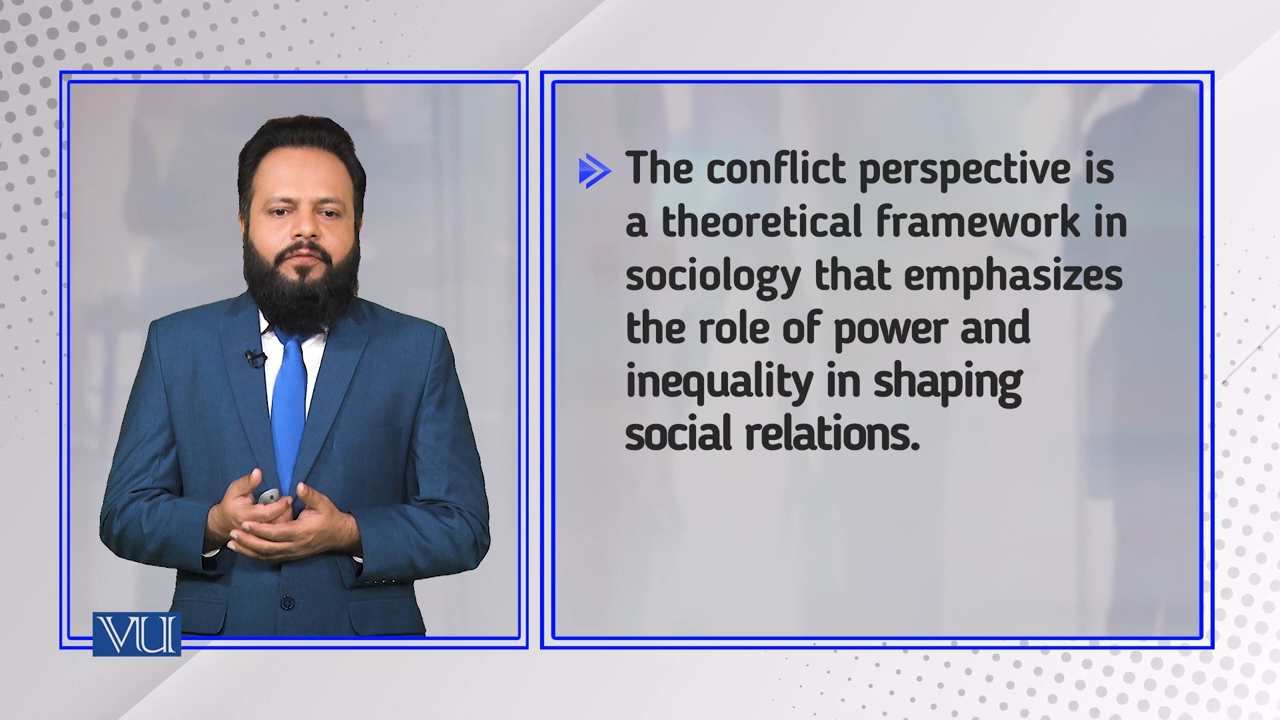 The conflict perspective is
a theoretical framework in
sociology that emphasizes
the role of power and
inequality in shaping
social relations.
VU